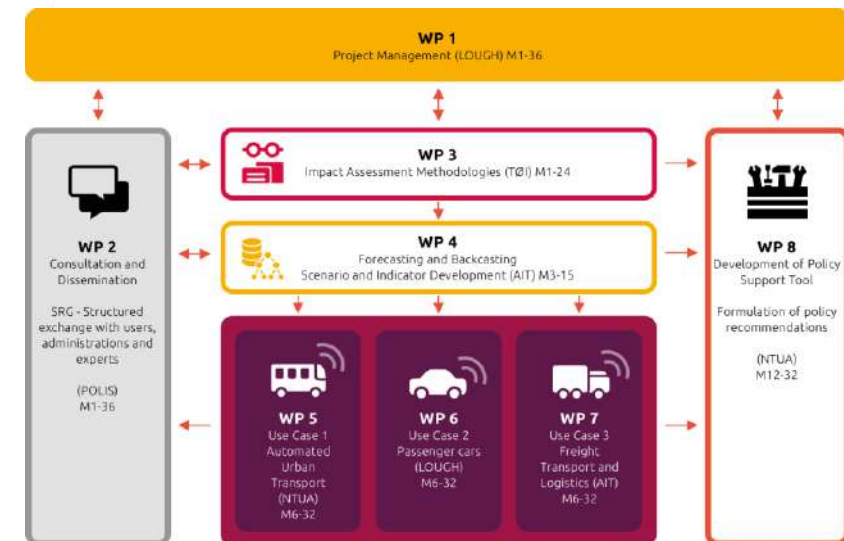 WP 1
Project Management (LOUGH) M1-36
WP 2
Consultation and
Dissemination
SRG - Structured
exchange with users,
administrations and
experts
(POLIS)
M1-36
WP 3
Impact Assessment Methodologies (TØI) M1-24
WP 4
Forecasting and Backcasting
Scenario and Indicator Development (AIT) M3-15
WP 5
Use Case 1
Automated
Urban
Transport
(NTUA)
M6-32
WP 6
Use Case 2
Passenger cars
(LOUGH)
M6-32
WP 7
Use Case 3
Freight
Transport and
Logistics (AIT)
M6-32
WP 8
Development of Policy
Support Tool
Formulation of policy
recommendations
(NTUA)
M12-32